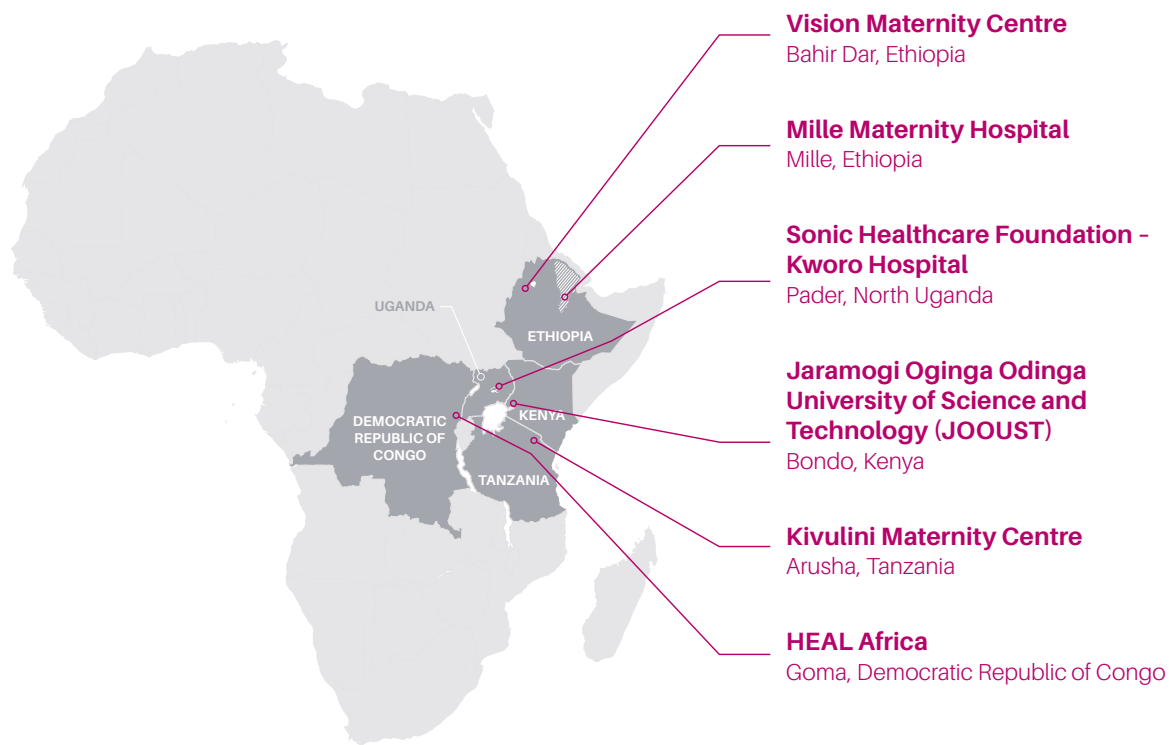 Vision Maternity Centre
Bahir Dar, Ethiopia
Mille Maternity Hospital
Mille, Ethiopia
Sonic Healthcare Foundation –
Kworo Hospital
Pader, North Uganda
Jaramogi Oginga Odinga
University of Science and
Technology (JOOUST)
Bondo, Kenya
Kivulini Maternity Centre
Arusha, Tanzania
HEAL Africa
Goma, Democratic Republic of Congo
UGANDA
ETHIOPIA
DEMOCRATIC
REPUBLIC OF
CONGO
KENYA
TANZANIA